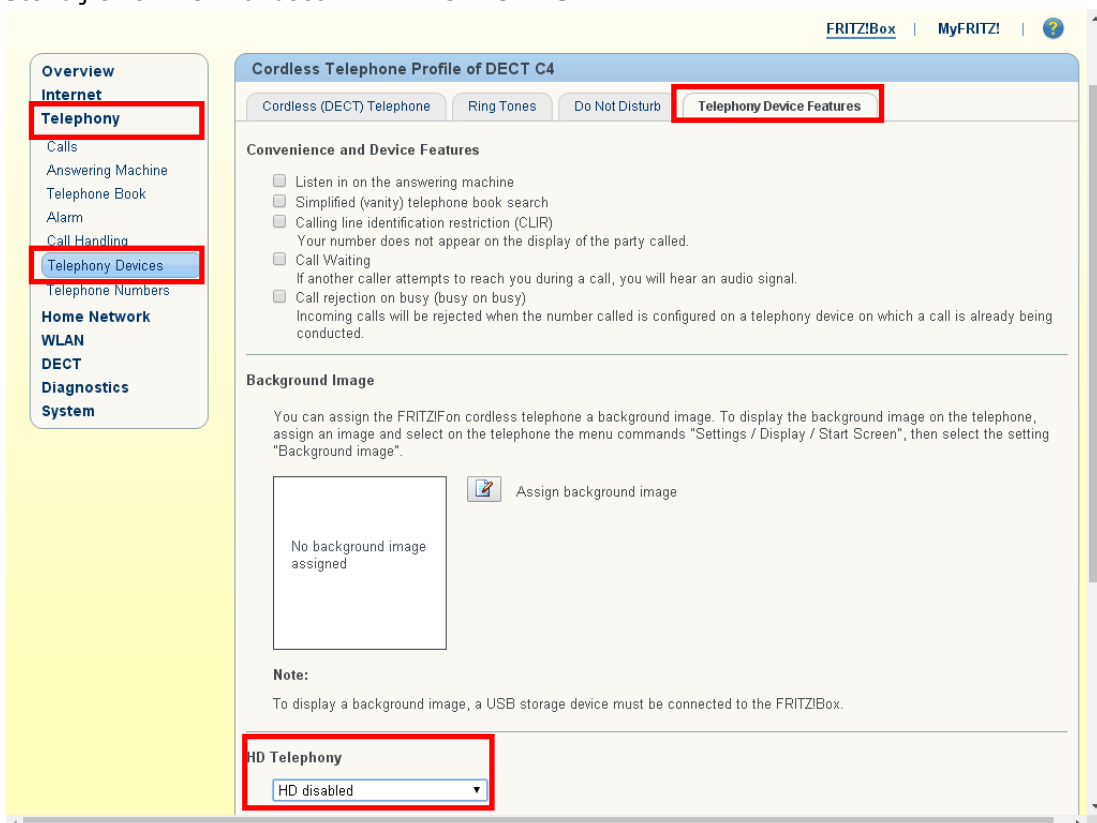 FRITZ!Box | MyFRITZ! | ?
Overview
Internet
Telephony
Calls
Answering Machine
Telephone Book
Alarm
Call Handling
Telephony Devices
Telephone Numbers
Home Network
WLAN
DECT
Diagnostics
System
Cordless Telephone Profile of DECT C4
Cordless (DECT) Telephone
Ring Tones
Do Not Disturb
Telephony Device Features
Convenience and Device Features
Listen in on the answering machine
Simplified (vanity) telephone book search
Calling line identification restriction (CLIR)
Your number does not appear on the display of the party called.
Call Waiting
If another caller attempts to reach you during a call, you will hear an audio signal.
Call rejection on busy (busy on busy)
Incoming calls will be rejected when the number called is configured on a telephony device on which a call is already being
conducted.
Background Image
You can assign the FRITZ!Fon cordless telephone a background image. To display the background image on the telephone,
assign an image and select on the telephone the menu commands "Settings / Display / Start Screen", then select the setting
"Background image".
No background image
assigned
Assign background image
Note:
To display a background image, a USB storage device must be connected to the FRITZ!Box.
HD Telephony
HD disabled